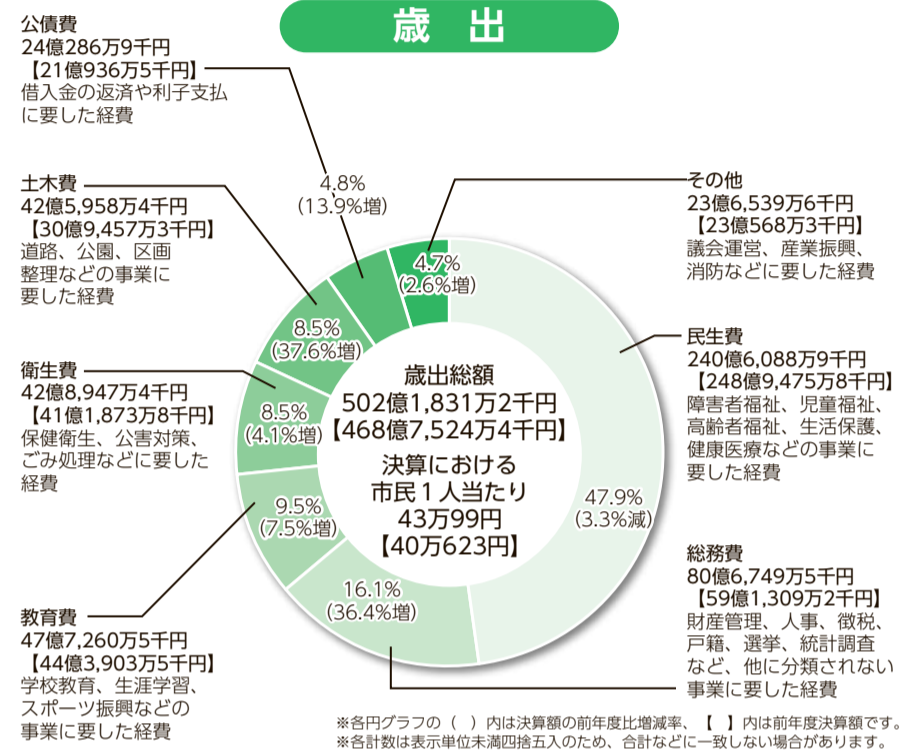 歳 出
公債費
24億286万9千円
【21億936万5千円】
借入金の返済や利子支払
に要した経費
4.8%
(13.9%増)
土木費
42億5,958万4千円
【30億9,457万3千円】
道路、公園、区画
整理などの事業に
要した経費
8.5%
(37.6%増)
衛生費
42億8,947万4千円
【41億1,873万8千円】
保健衛生、公害対策、
ごみ処理などに要した
経費
8.5%
(4.1%増)
教育費
47億7,260万5千円
【44億3,903万5千円】
学校教育、生涯学習、
スポーツ振興などの
事業に要した経費
9.5%
(7.5%増)
歳出総額
502億1,831万2千円
【468億7,524万4千円】
決算における
市民1人当たり
43万99円
【40万623円】
その他
23億6,539万6千円
【23億568万3千円】
議会運営、産業振興、
消防などに要した経費
4.7%
(2.6%増)
民生費
240億6,088万9千円
【248億9,475万8千円】
障害者福祉、児童福祉、
高齢者福祉、生活保護、
健康医療などの事業に
要した経費
47.9%
(3.3%減)
総務費
80億6,749万5千円
【59億1,309万2千円】
財産管理、人事、徴税、
戸籍、選挙、統計調査
など、他に分類されない
事業に要した経費
16.1%
(36.4%増)
※各円グラフの（ ）内は決算額の前年度比増減率、【 】内は前年度決算額です。
※各計数は表示単位未満四捨五入のため、合計などに一致しない場合があります。